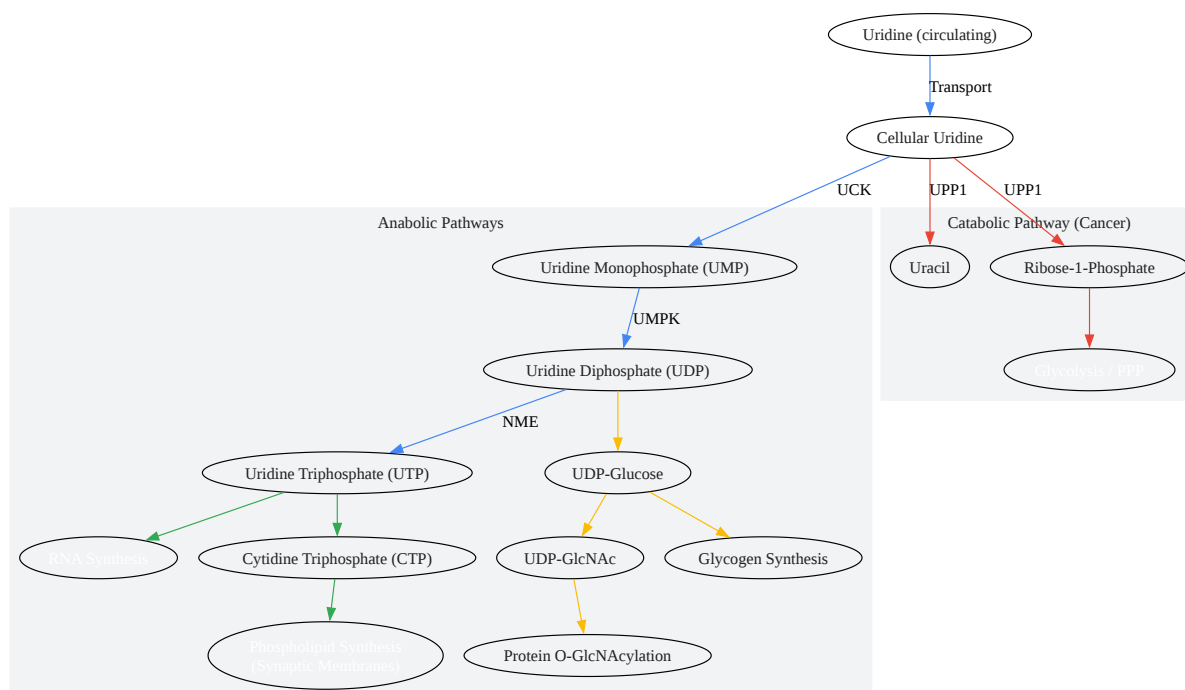 Uridine (circulating)
Transport
Cellular Uridine
UCK
UPP1
UPP1
Anabolic Pathways
Catabolic Pathway (Cancer)
Uridine Monophosphate (UMP)
Uracil
Ribose-1-Phosphate
UMPK
Uridine Diphosphate (UDP)
Glycolysis / PPP
NME
Uridine Triphosphate (UTP)
UDP-Glucose
RNA Synthesis
Cytidine Triphosphate (CTP)
UDP-GlcNAc
Glycogen Synthesis
Phospholipid Synthesis
(Synaptic Membranes)
Protein O-GlcNAcylation